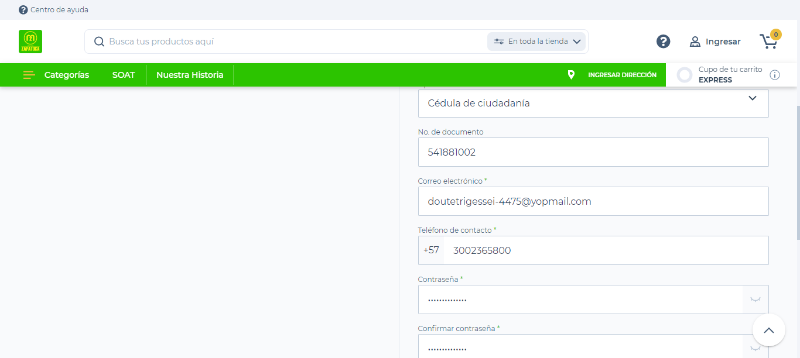 Centro de ayuda
Busca tus productos aquí
En toda la tienda
Ingresar
0
Categorías
SOAT
Nuestra Historia
INGRESAR DIRECCIÓN
Cupo de tu carrito
EXPRESS
Cédula de ciudadanía
No. de documento
541881002
Correo electrónico *
doutetrigessei-4475@yopmail.com
Teléfono de contacto *
+57 3002365800
Contraseña *
••••••••••••••
Confirmar contraseña *
••••••••••••••